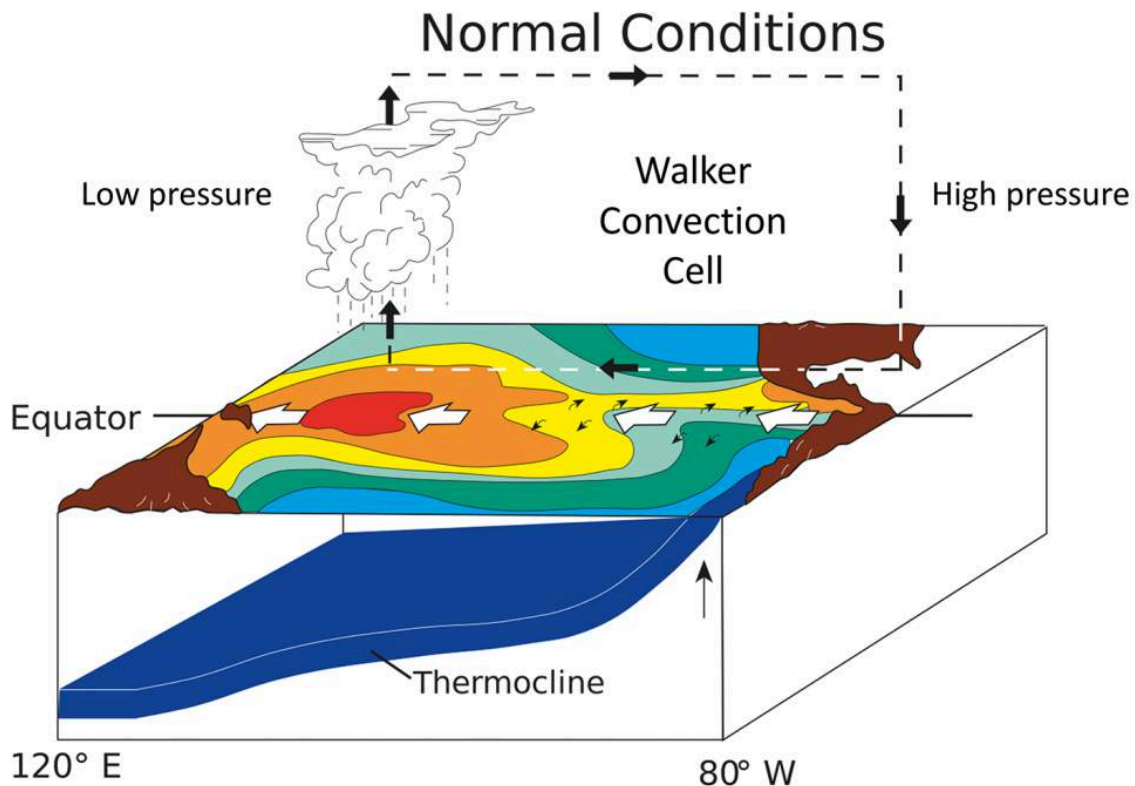 Normal Conditions
Low pressure
Walker
Convection
Cell
High pressure
Equator
Thermocline
120° E
80° W